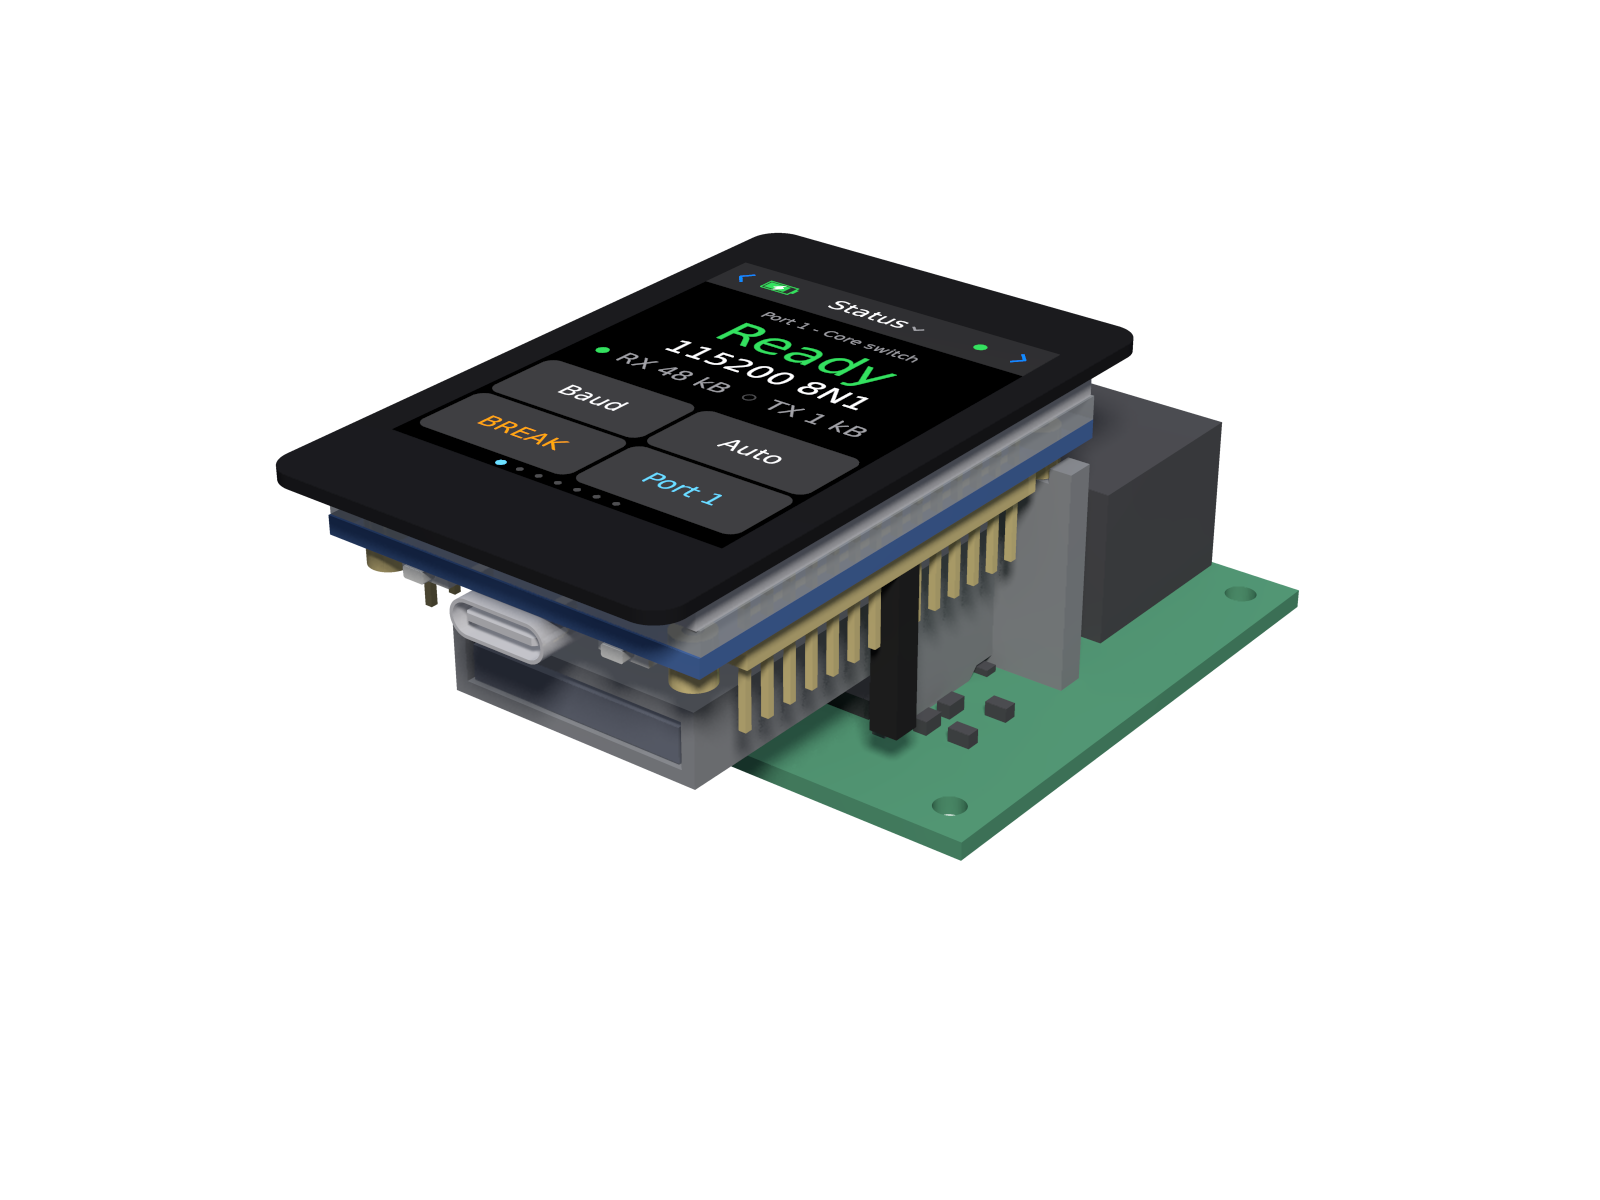 Status
Port 1 - Core switch
Ready
115200 8N1
RX 48 kB TX 1 kB
Baud Auto
BREAK Port 1